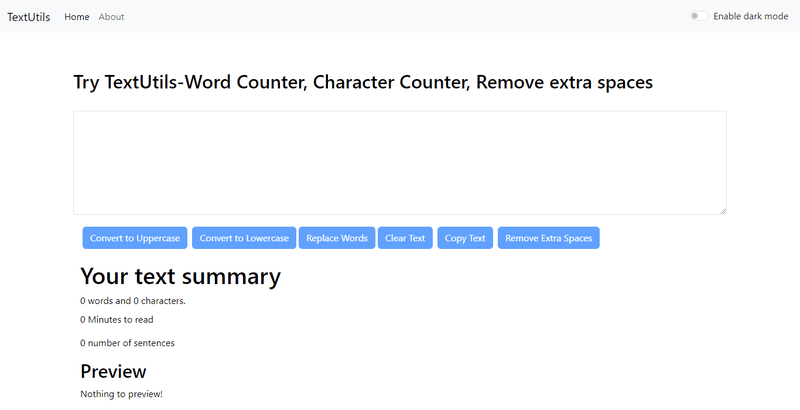 TextUtils Home About Enable dark mode
Try TextUtils-Word Counter, Character Counter, Remove extra spaces
Convert to Uppercase Convert to Lowercase Replace Words Clear Text Copy Text Remove Extra Spaces
Your text summary
0 words and 0 characters.
0 Minutes to read
0 number of sentences
Preview
Nothing to preview!